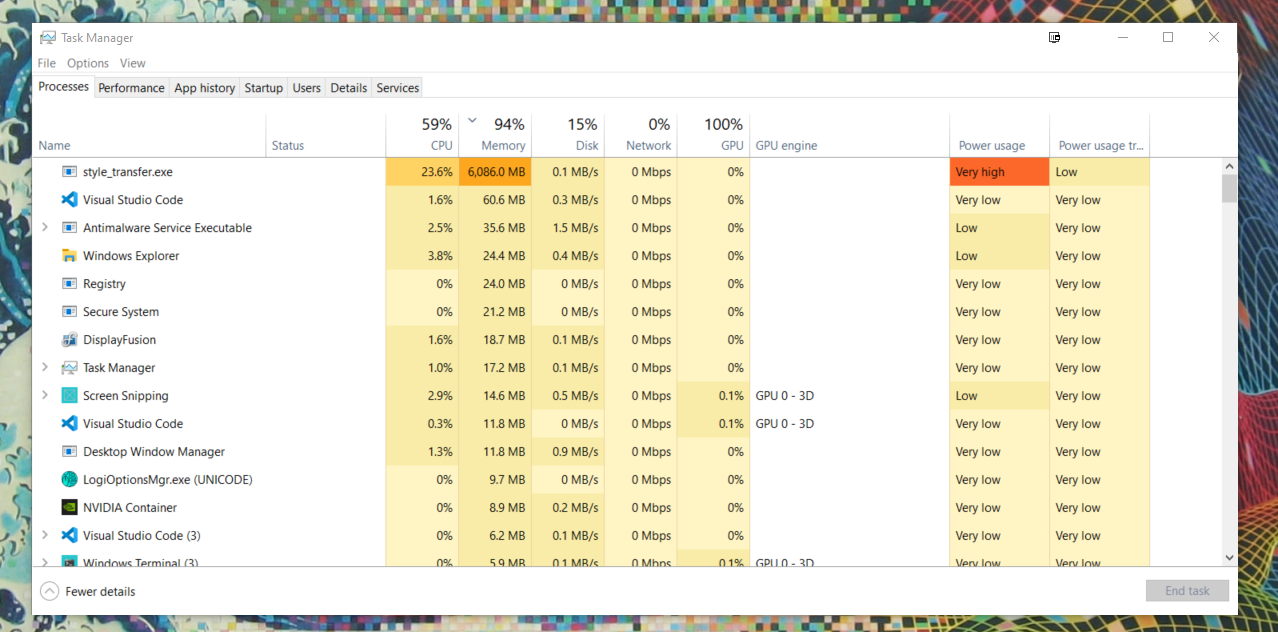 Task Manager
File Options View
Processes Performance App history Startup Users Details Services
59% 94% 15% 0% 100%
Name Status CPU Memory Disk Network GPU GPU engine Power usage Power usage tr...
style_transfer.exe 23.6% 6,086.0 MB 0.1 MB/s 0 Mbps 0% Very high Low
Visual Studio Code 1.6% 60.6 MB 0.3 MB/s 0 Mbps 0% Very low Very low
Antimalware Service Executable 2.5% 35.6 MB 1.5 MB/s 0 Mbps 0% Low Very low
Windows Explorer 3.8% 24.4 MB 0.4 MB/s 0 Mbps 0% Low Very low
Registry 0% 24.0 MB 0 MB/s 0 Mbps 0% Very low Very low
Secure System 0% 21.2 MB 0 MB/s 0 Mbps 0% Very low Very low
DisplayFusion 1.6% 18.7 MB 0.1 MB/s 0 Mbps 0% Very low Very low
Task Manager 1.0% 17.2 MB 0.1 MB/s 0 Mbps 0% Very low Very low
Screen Snipping 2.9% 14.6 MB 0.5 MB/s 0 Mbps 0.1% GPU 0 - 3D Low Very low
Visual Studio Code 0.3% 11.8 MB 0 MB/s 0 Mbps 0.1% GPU 0 - 3D Very low Very low
Desktop Window Manager 1.3% 11.8 MB 0.9 MB/s 0 Mbps 0% Very low Very low
LogiOptionsMgr.exe (UNICODE) 0% 9.7 MB 0 MB/s 0 Mbps 0% Very low Very low
NVIDIA Container 0% 8.9 MB 0.2 MB/s 0 Mbps 0% Very low Very low
Visual Studio Code (3) 0% 6.2 MB 0.1 MB/s 0 Mbps 0% Very low Very low
Windows Terminal (3) 0% 5.9 MB 0.1 MB/s 0 Mbps 0.1% GPU 0 - 3D Very low Very low
Fewer details End task